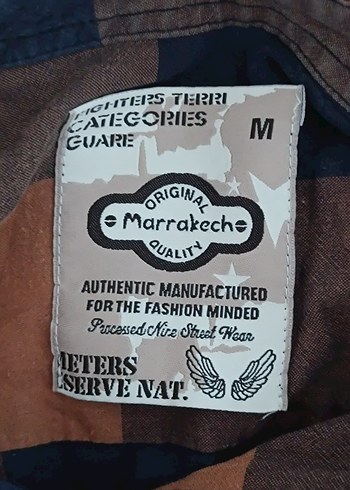 FIGHTERS TERRI
CATEGORIES
GUARE
M
ORIGINAL
Marrakech
QUALITY
AUTHENTIC MANUFACTURED
FOR THE FASHION MINDED
Processed Nize Street Wear
METERS
SERVE NAT.